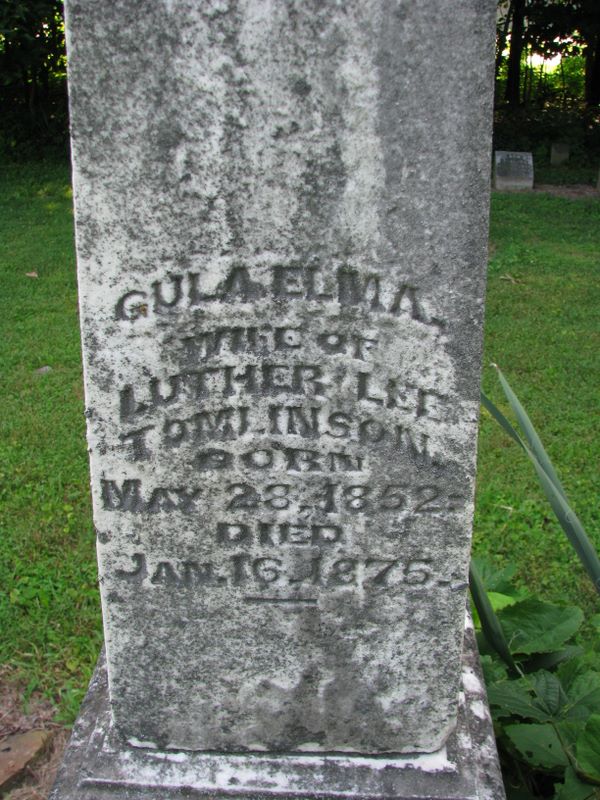 GULA ELMA,
WIFE OF
LUTHER LEE
TOMLINSON.
BORN
MAY 28, 1852.
DIED
JAN. 16, 1875.